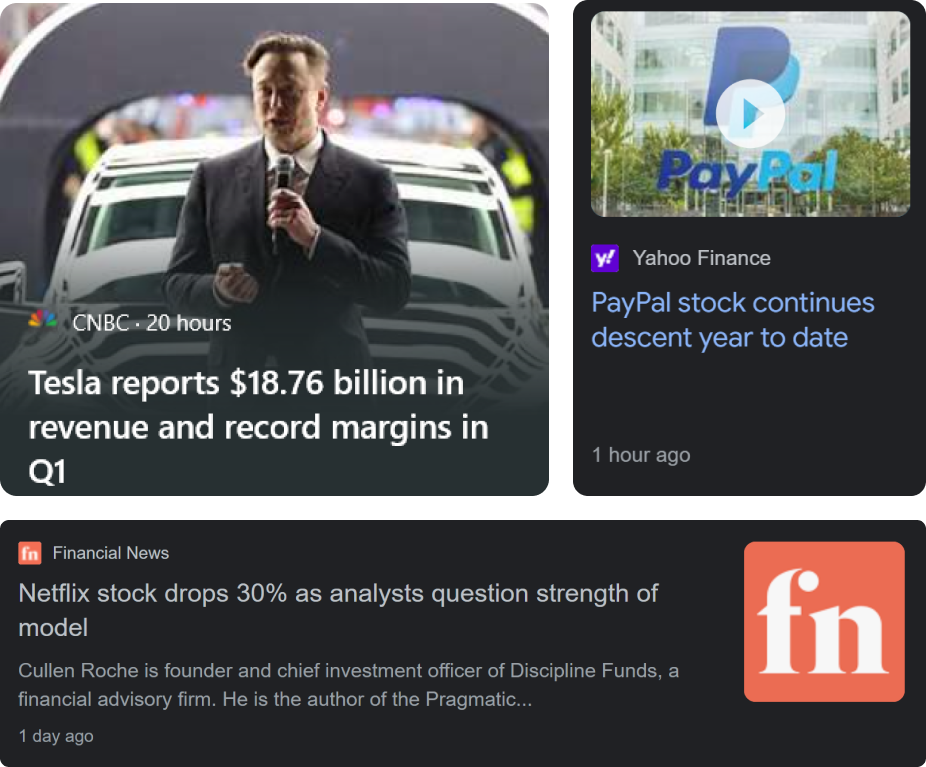 CNBC · 20 hours
Tesla reports $18.76 billion in
revenue and record margins in
Q1
PayPal
y!
Yahoo Finance
PayPal stock continues
descent year to date
1 hour ago
fn
Financial News
Netflix stock drops 30% as analysts question strength of
model
Cullen Roche is founder and chief investment officer of Discipline Funds, a
financial advisory firm. He is the author of the Pragmatic...
1 day ago
fn